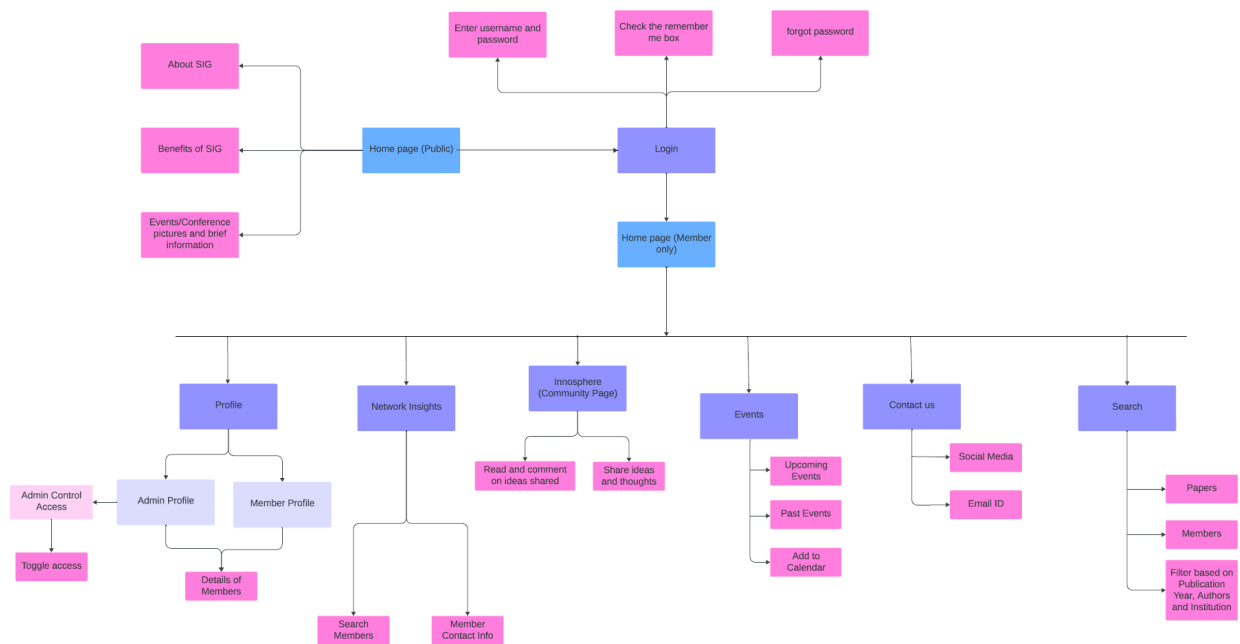 Enter username and
password
Check the remember
me box
forgot password
About SIG
Benefits of SIG
Home page (Public)
Login
Events/Conference
pictures and brief
information
Home page (Member
only)
Profile
Network Insights
Innosphere
(Community Page)
Events
Contact us
Search
Read and comment
on ideas shared
Share ideas
and thoughts
Upcoming
Events
Social Media
Admin Control
Access
Admin Profile
Member Profile
Past Events
Email ID
Papers
Members
Toggle access
Details of
Members
Add to
Calendar
Filter based on
Publication
Year, Authors
and Institution
Search
Members
Member
Contact Info